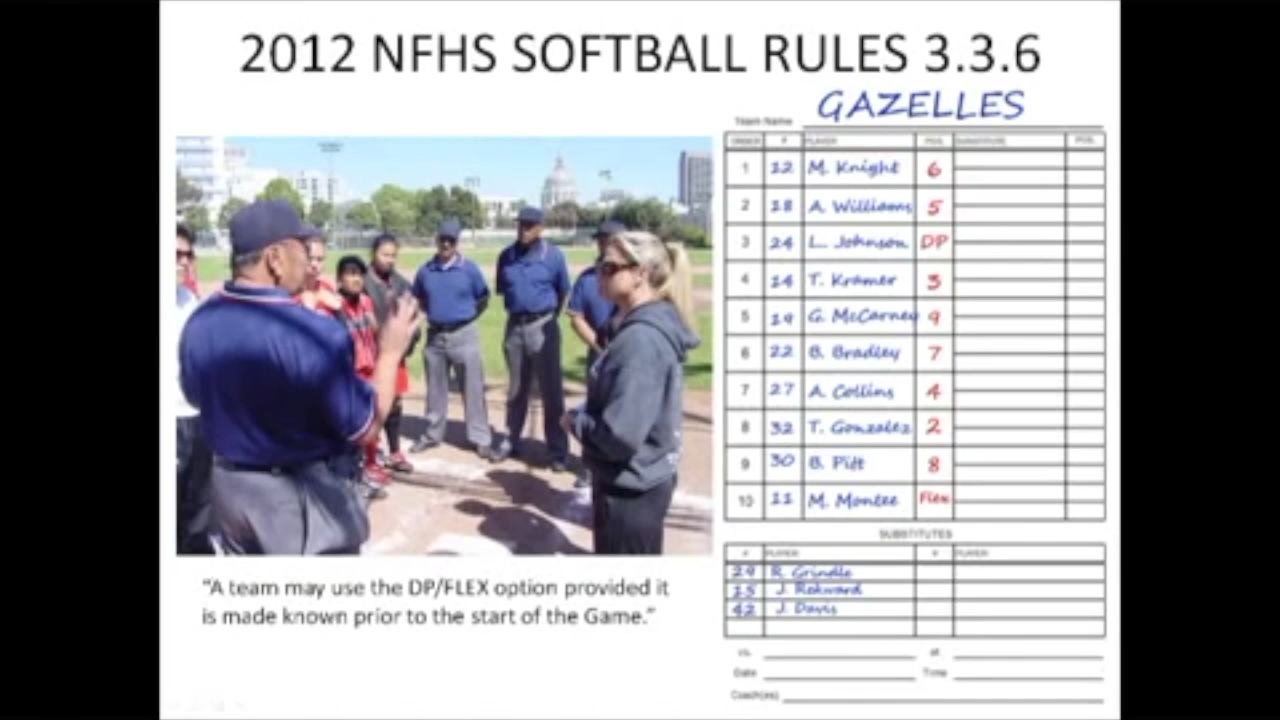 2012 NFHS SOFTBALL RULES 3.3.6
Team Name GAZELLES
ORDER # PLAYER POS. SUBSTITUTE POS.
1 12 M. Knight 6
2 18 A. Williams 5
3 24 L. Johnson DP
4 14 T. Kramer 3
5 19 G. McCarney 9
6 22 B. Bradley 7
7 27 A. Collins 4
8 32 T. Gonzalez 2
9 30 B. Pitt 8
10 11 M. Montee Flex
SUBSTITUTES
# PLAYER # PLAYER
29 R. Grindle
15 J. Rekward
42 J. Davis
vs. at
Date Time
Coach(es)
"A team may use the DP/FLEX option provided it
is made known prior to the start of the Game."